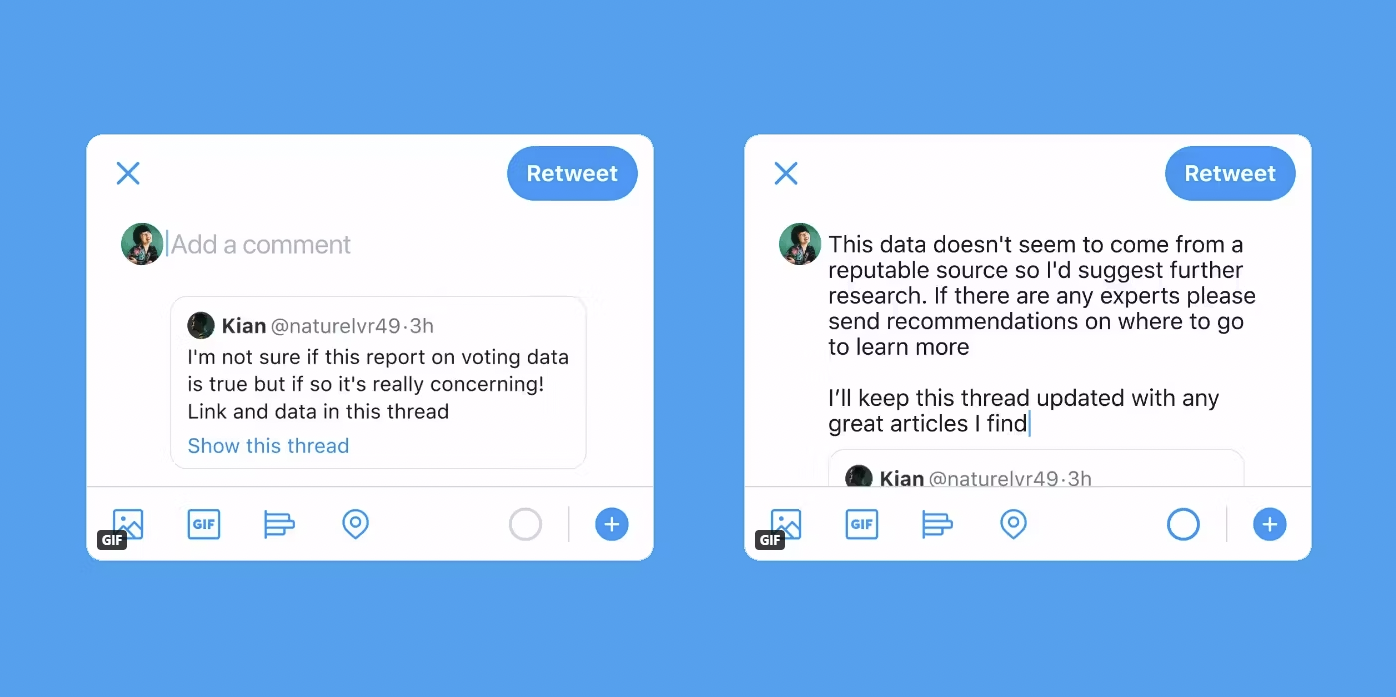 Retweet
Add a comment
Kian @naturelvr49·3h
I'm not sure if this report on voting data
is true but if so it's really concerning!
Link and data in this thread
Show this thread
GIF
GIF
Retweet
This data doesn't seem to come from a
reputable source so I'd suggest further
research. If there are any experts please
send recommendations on where to go
to learn more
I’ll keep this thread updated with any
great articles I find
Kian @naturelvr49·3h
GIF
GIF